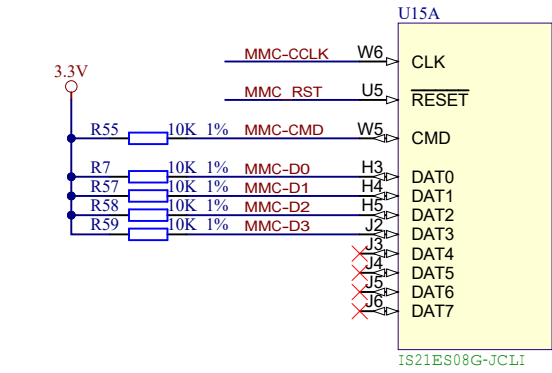 U15A
MMC-CCLK W6 CLK
3.3V
MMC_RST U5 RESET
R55 10K 1% MMC-CMD W5 CMD
R7 10K 1% MMC-D0 H3 DAT0
R57 10K 1% MMC-D1 H4 DAT1
R58 10K 1% MMC-D2 H5 DAT2
R59 10K 1% MMC-D3 J2 DAT3
J3 DAT4
J4 DAT5
J5 DAT6
J6 DAT7
IS21ES08G-JCLI